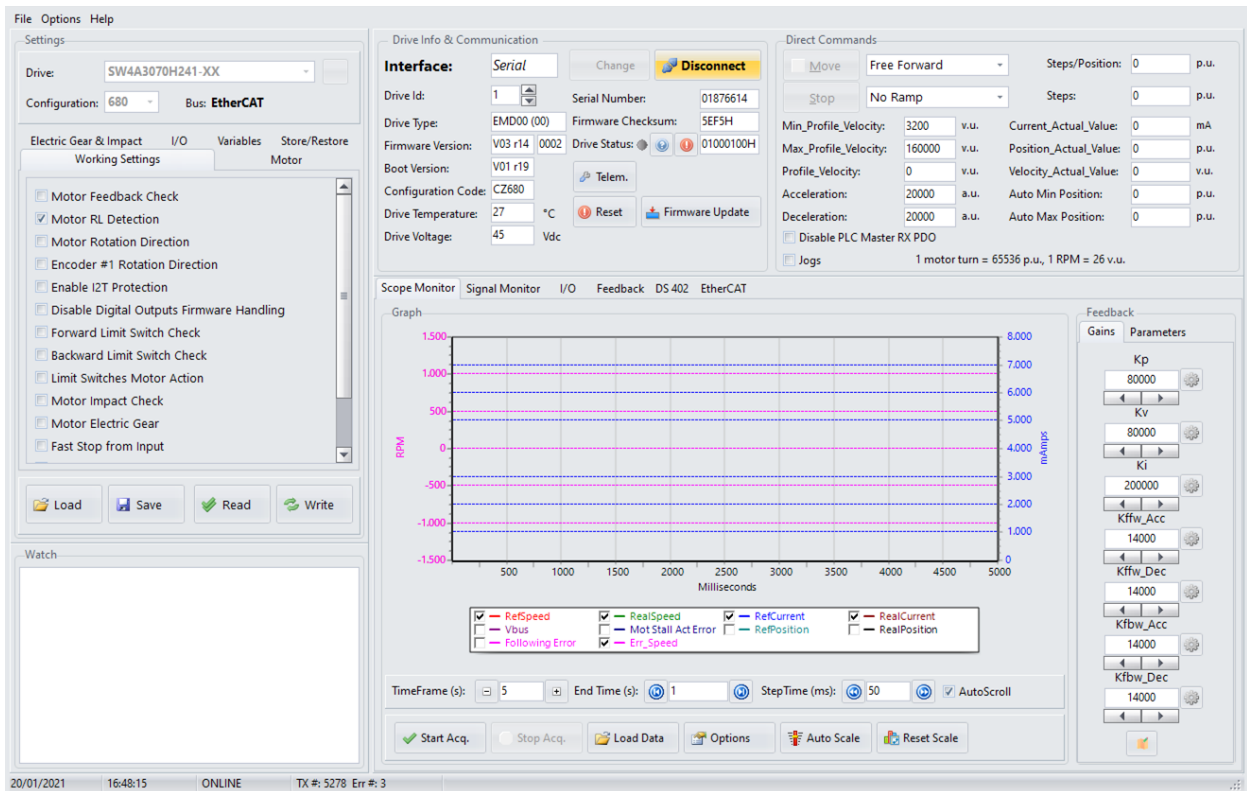 File Options Help
Settings
Drive: SW4A3070H241-XX
Configuration: 680 Bus: EtherCAT
Electric Gear & Impact I/O Variables Store/Restore
Working Settings Motor
Motor Feedback Check
Motor RL Detection
Motor Rotation Direction
Encoder #1 Rotation Direction
Enable I2T Protection
Disable Digital Outputs Firmware Handling
Forward Limit Switch Check
Backward Limit Switch Check
Limit Switches Motor Action
Motor Impact Check
Motor Electric Gear
Fast Stop from Input
Load Save Read Write
Watch
Drive Info & Communication
Interface: Serial Change Disconnect
Drive Id: 1 Serial Number: 01876614
Drive Type: EMD00 (00) Firmware Checksum: 5EF5H
Firmware Version: V03 r14 0002 Drive Status: 01000100H
Boot Version: V01 r19 Telem.
Configuration Code: CZ680
Drive Temperature: 27 °C Reset Firmware Update
Drive Voltage: 45 Vdc
Direct Commands
Move Free Forward Steps/Position: 0 p.u.
Stop No Ramp Steps: 0 p.u.
Min_Profile_Velocity: 3200 v.u. Current_Actual_Value: 0 mA
Max_Profile_Velocity: 160000 v.u. Position_Actual_Value: 0 p.u.
Profile_Velocity: 0 v.u. Velocity_Actual_Value: 0 v.u.
Acceleration: 20000 a.u. Auto Min Position: 0 p.u.
Deceleration: 20000 a.u. Auto Max Position: 0 p.u.
Disable PLC Master RX PDO
Jogs 1 motor turn = 65536 p.u., 1 RPM = 26 v.u.
Scope Monitor Signal Monitor I/O Feedback DS 402 EtherCAT
Graph
1.500 8.000
7.000
1.000
6.000
500 5.000
RPM 0 4.000 mAmps
3.000
-500
2.000
-1.000 1.000
-1.500 0
500 1000 1500 2000 2500 3000 3500 4000 4500 5000
Milliseconds
RefSpeed RealSpeed RefCurrent RealCurrent
Vbus Mot Stall Act Error RefPosition RealPosition
Following Error Err_Speed
TimeFrame (s): 5 End Time (s): 1 StepTime (ms): 50 AutoScroll
Start Acq. Stop Acq. Load Data Options Auto Scale Reset Scale
Feedback
Gains Parameters
Kp
80000
Kv
80000
Ki
200000
Kffw_Acc
14000
Kffw_Dec
14000
Kfbw_Acc
14000
Kfbw_Dec
14000
20/01/2021 16:48:15 ONLINE TX #: 5278 Err #: 3